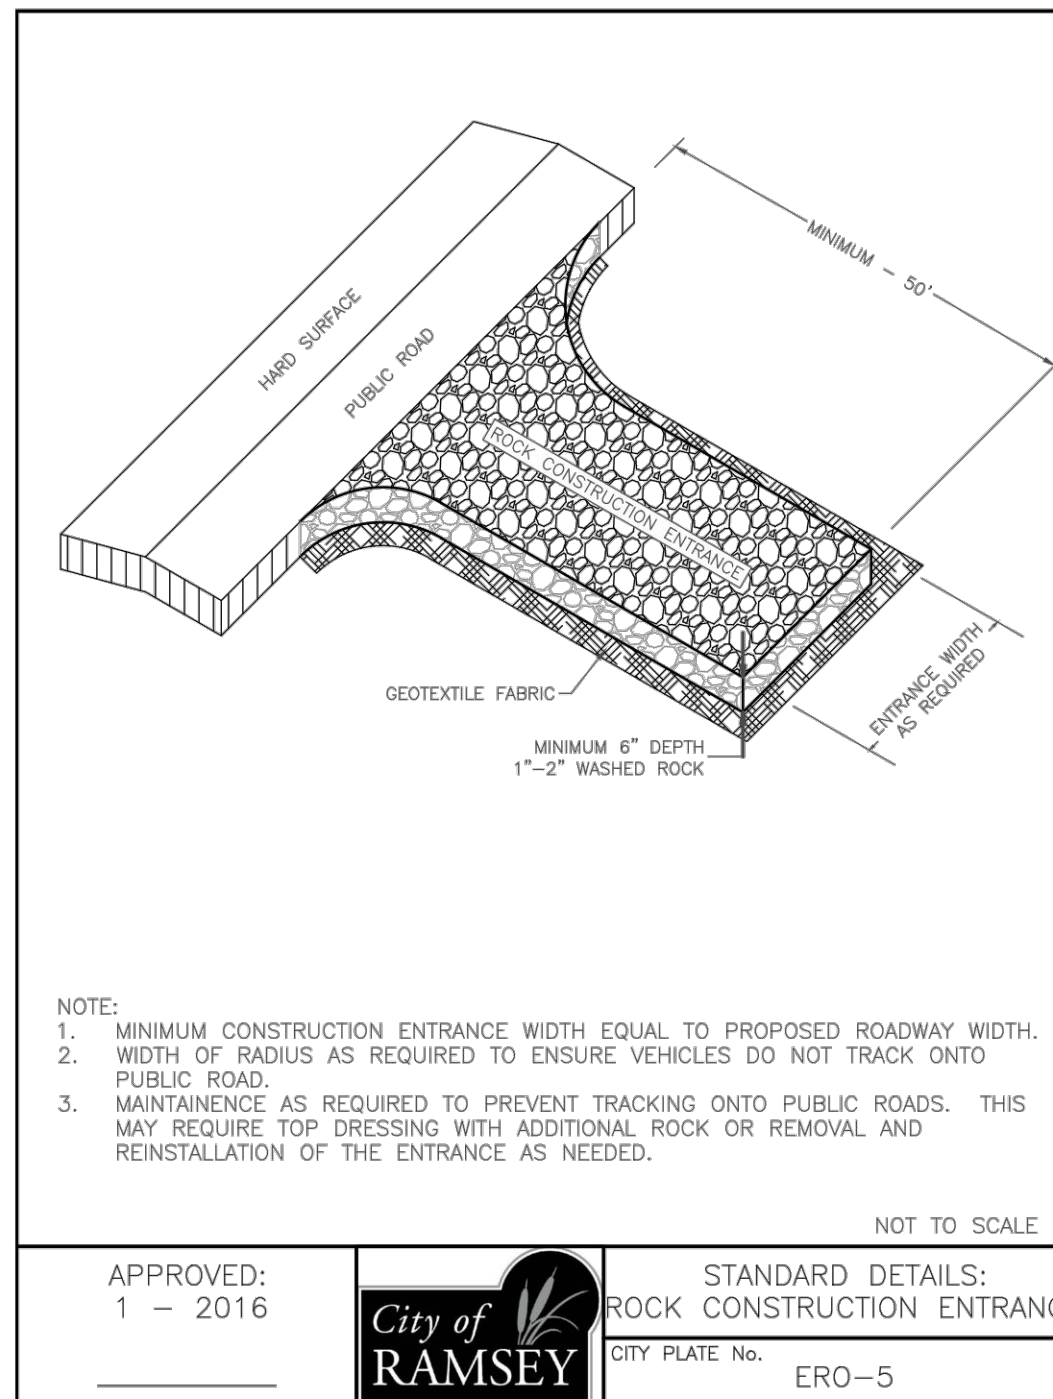 MINIMUM - 50'
HARD SURFACE
PUBLIC ROAD
ROCK CONSTRUCTION ENTRANCE
GEOTEXTILE FABRIC
ENTRANCE WIDTH
AS REQUIRED
MINIMUM 6" DEPTH
1"-2" WASHED ROCK
NOTE:
1. MINIMUM CONSTRUCTION ENTRANCE WIDTH EQUAL TO PROPOSED ROADWAY WIDTH.
2. WIDTH OF RADIUS AS REQUIRED TO ENSURE VEHICLES DO NOT TRACK ONTO
PUBLIC ROAD.
3. MAINTAINENCE AS REQUIRED TO PREVENT TRACKING ONTO PUBLIC ROADS. THIS
MAY REQUIRE TOP DRESSING WITH ADDITIONAL ROCK OR REMOVAL AND
REINSTALLATION OF THE ENTRANCE AS NEEDED.
NOT TO SCALE
APPROVED:
1 - 2016
City of
RAMSEY
STANDARD DETAILS:
ROCK CONSTRUCTION ENTRANC
CITY PLATE No.
ERO-5